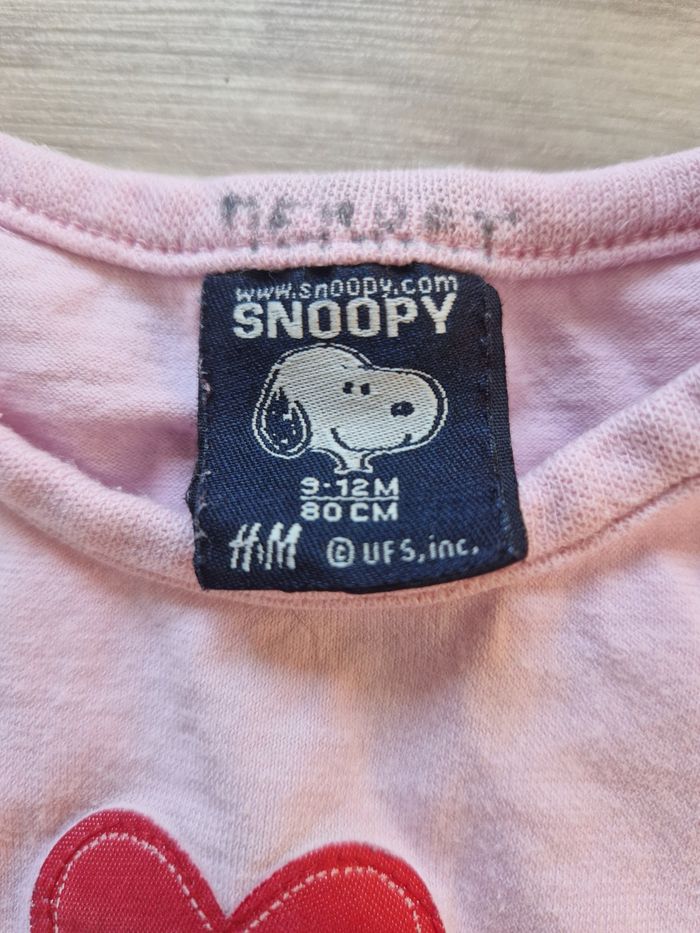 www.snoopy.com
SNOOPY
9-12M
80 CM
H&M © UFS, inc.